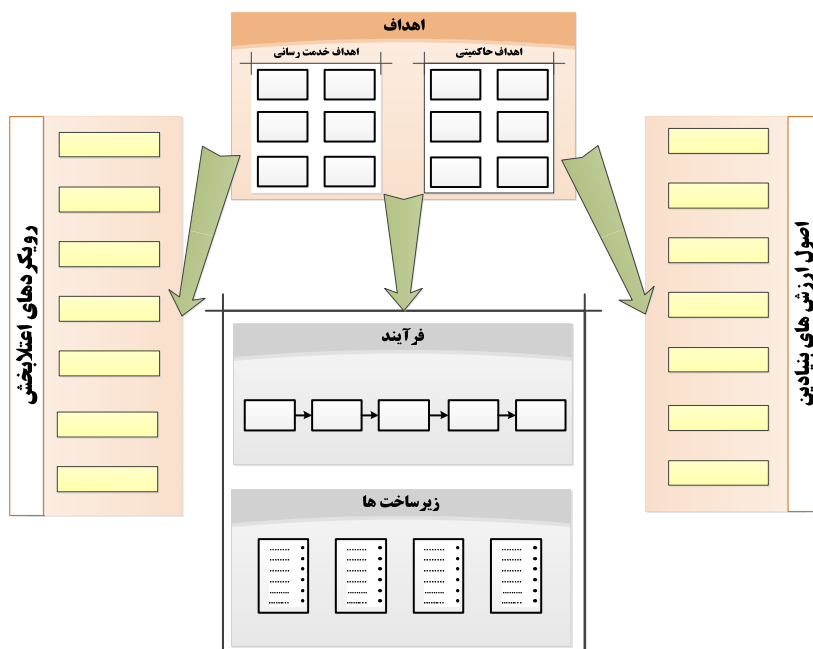 اهداف
اهداف حاکمیتی
اهداف خدمت رسانی
اصول ارزش های بنیادین
رویکردهای اعتلابخش
فرآیند
زیرساخت ها